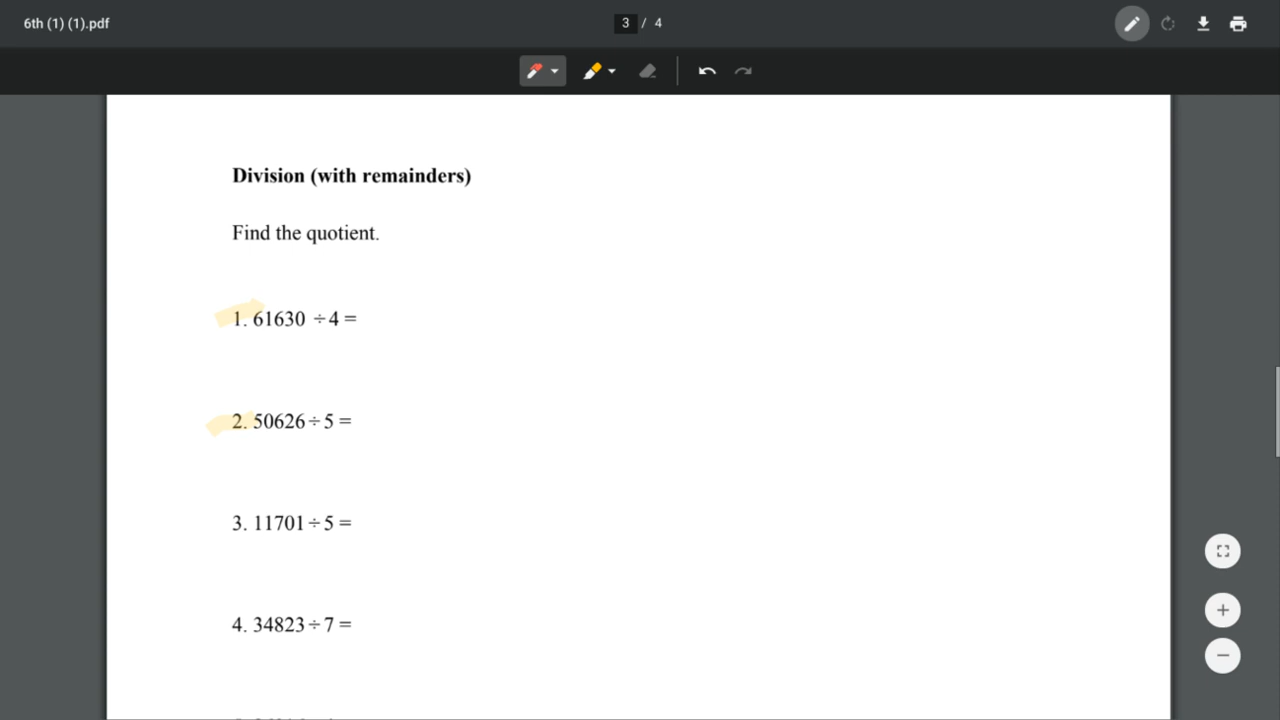 6th (1) (1).pdf
3 / 4
Division (with remainders)
Find the quotient.
1. 61630 ÷ 4 =
2. 50626 ÷ 5 =
3. 11701 ÷ 5 =
4. 34823 ÷ 7 =